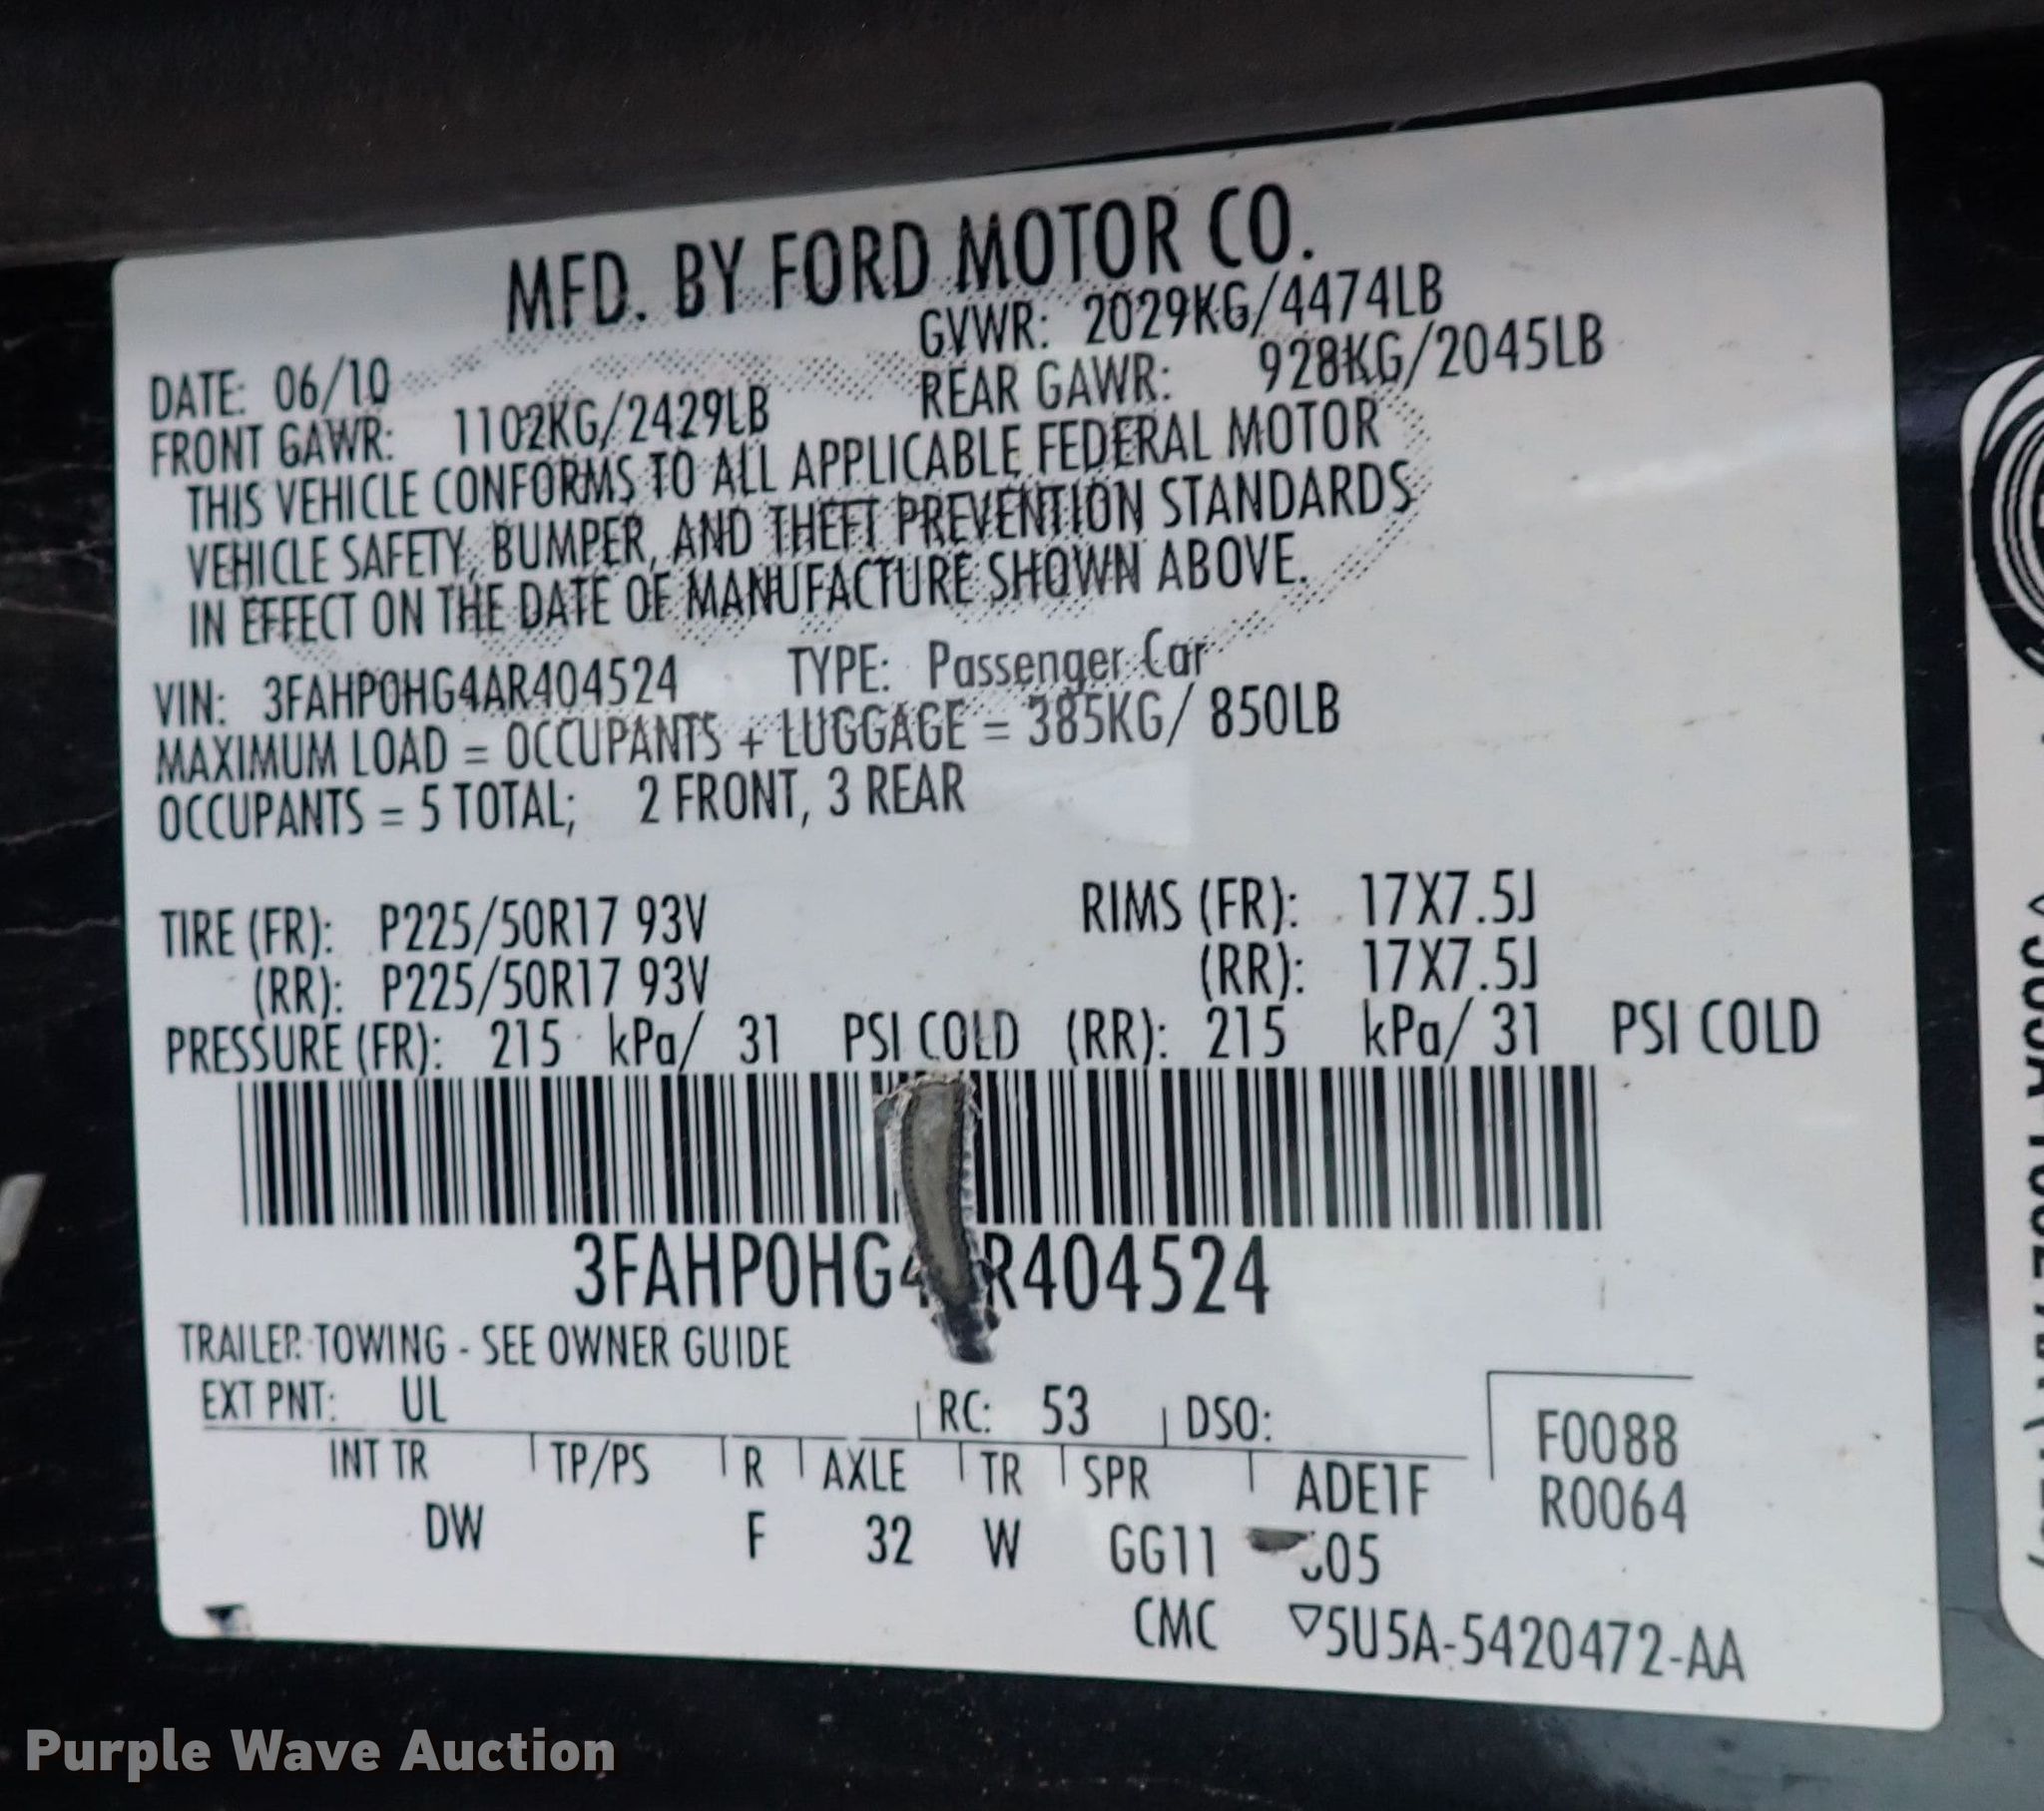 MFD. BY FORD MOTOR CO.
DATE: 06/10 GVWR: 2029KG/4474LB
FRONT GAWR: 1102KG/2429LB REAR GAWR: 928KG/2045LB
THIS VEHICLE CONFORMS TO ALL APPLICABLE FEDERAL MOTOR
VEHICLE SAFETY, BUMPER, AND THEFT PREVENTION STANDARDS
IN EFFECT ON THE DATE OF MANUFACTURE SHOWN ABOVE.
VIN: 3FAHP0HG4AR404524 TYPE: Passenger Car
MAXIMUM LOAD = OCCUPANTS + LUGGAGE = 385KG/ 850LB
OCCUPANTS = 5 TOTAL; 2 FRONT, 3 REAR
TIRE (FR): P225/50R17 93V RIMS (FR): 17X7.5J
(RR): P225/50R17 93V (RR): 17X7.5J
PRESSURE (FR): 215 kPa/ 31 PSI COLD (RR): 215 kPa/ 31 PSI COLD
3FAHP0HG4 R404524
TRAILER TOWING - SEE OWNER GUIDE
EXT PNT: UL RC: 53 DSO:
F0088
INT TR TP/PS R AXLE TR SPR ADE1F
R0064
DW F 32 W GG11 05
CMC ▽5U5A-5420472-AA
Purple Wave Auction